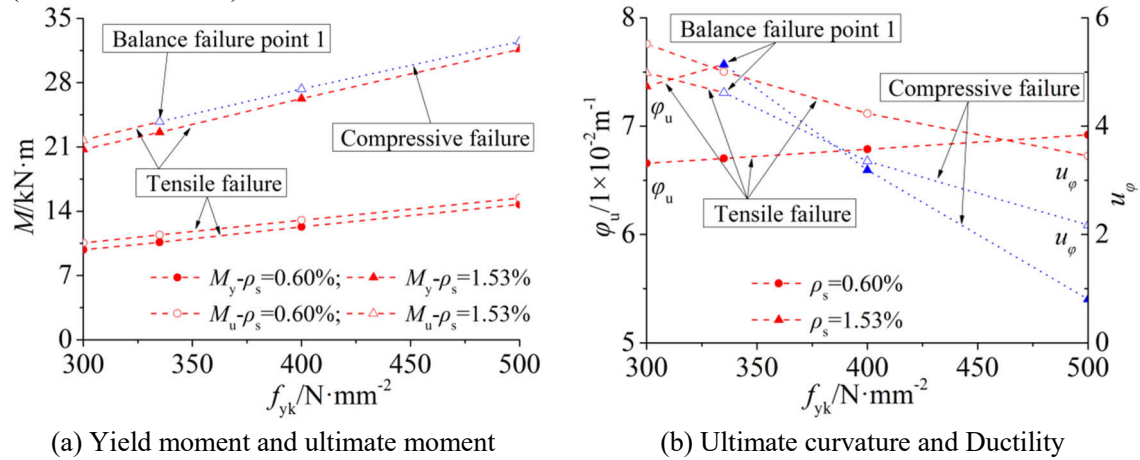 35
28
21
14
7
0
M/kN·m
Balance failure point 1
Compressive failure
Tensile failure
M_y-ρ_s=0.60%; M_y-ρ_s=1.53%
M_u-ρ_s=0.60%; M_u-ρ_s=1.53%
300 350 400 450 500
f_yk/N·mm^-2
(a) Yield moment and ultimate moment
8
7
6
5
φ_u/1×10^-2 m^-1
Balance failure point 1
Compressive failure
φ_u
φ_u
Tensile failure
u_φ
u_φ
ρ_s=0.60%
ρ_s=1.53%
6
4
2
0
u_φ
300 350 400 450 500
f_yk/N·mm^-2
(b) Ultimate curvature and Ductility